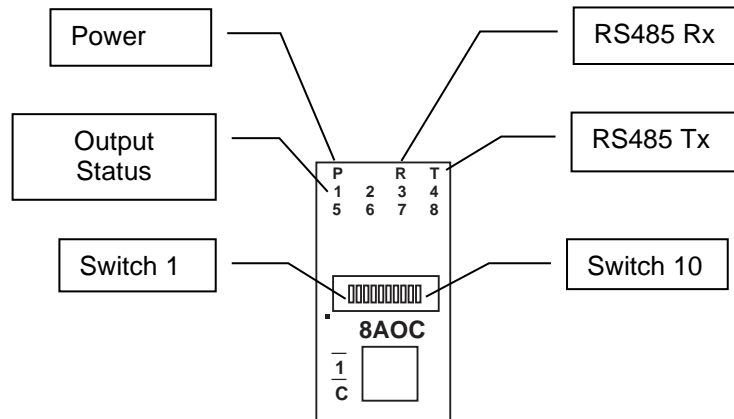 Power
RS485 Rx
Output
Status
RS485 Tx
P R T
1 2 3 4
5 6 7 8
Switch 1
Switch 10
8AOC
1
C